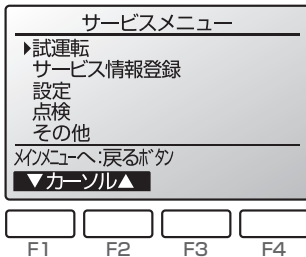 サービスメニュー
▶試運転
サービス情報登録
設定
点検
その他
メインメニューへ:戻るボタン
▼カーソル▲
F1 F2 F3 F4